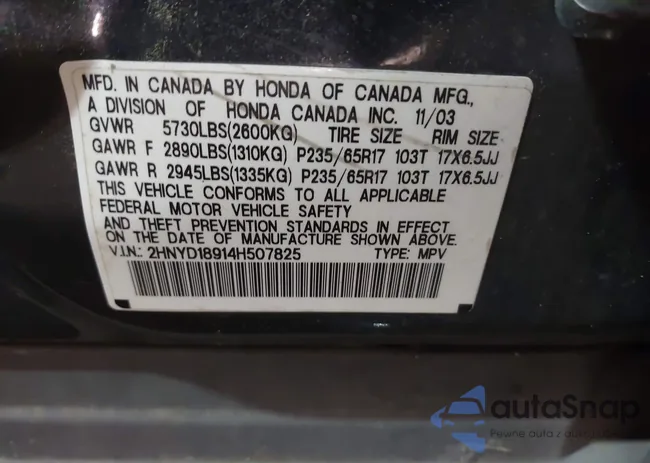 MFD. IN CANADA BY HONDA OF CANADA MFG.,
A DIVISION OF HONDA CANADA INC. 11/03
GVWR 5730LBS(2600KG) TIRE SIZE RIM SIZE
GAWR F 2890LBS(1310KG) P235/65R17 103T 17X6.5JJ
GAWR R 2945LBS(1335KG) P235/65R17 103T 17X6.5JJ
THIS VEHICLE CONFORMS TO ALL APPLICABLE
FEDERAL MOTOR VEHICLE SAFETY
AND THEFT PREVENTION STANDARDS IN EFFECT
ON THE DATE OF MANUFACTURE SHOWN ABOVE.
V.I.N.: 2HNYD18914H507825 TYPE: MPV
autoSnap
Pewne auta z